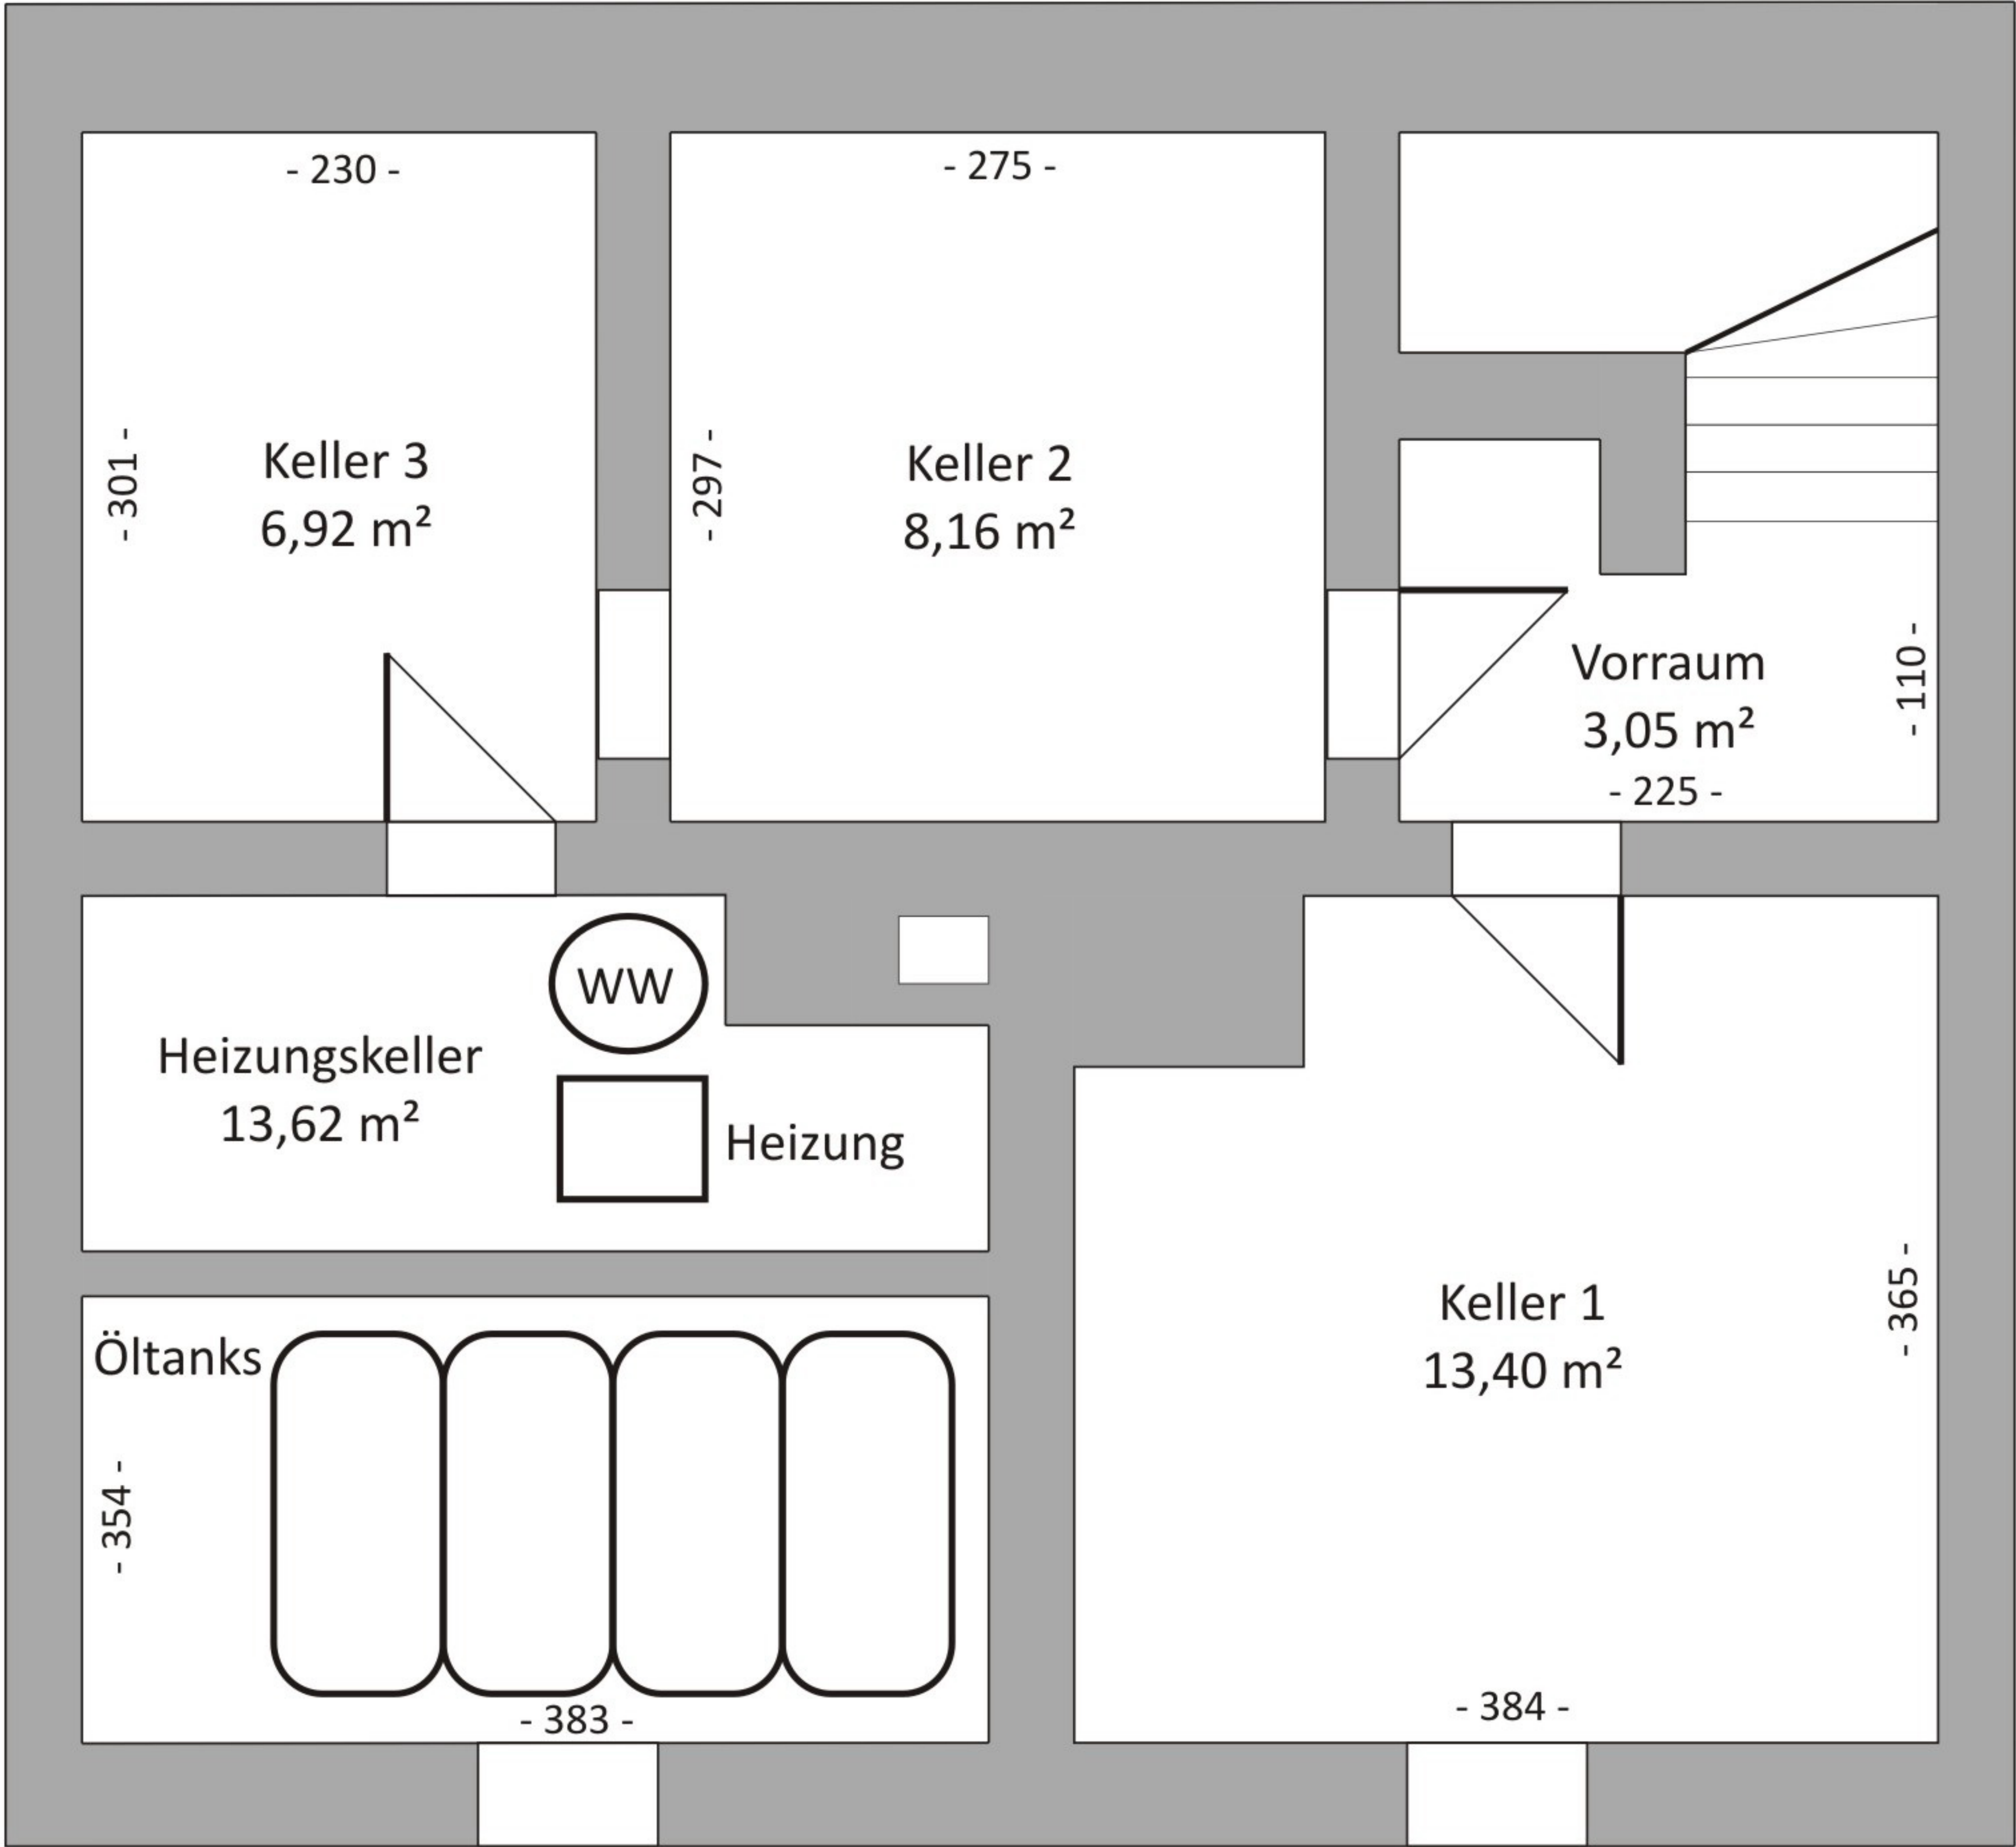 - 230 -
- 275 -
- 301 -
Keller 3
6,92 m²
- 297 -
Keller 2
8,16 m²
Vorraum
3,05 m²
- 225 -
- 110 -
WW
Heizungskeller
13,62 m²
Heizung
Keller 1
13,40 m²
- 365 -
- 384 -
Öltanks
- 354 -
- 383 -